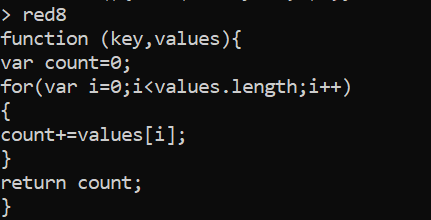 > red8
function (key,values){
var count=0;
for(var i=0;i<values.length;i++)
{
count+=values[i];
}
return count;
}